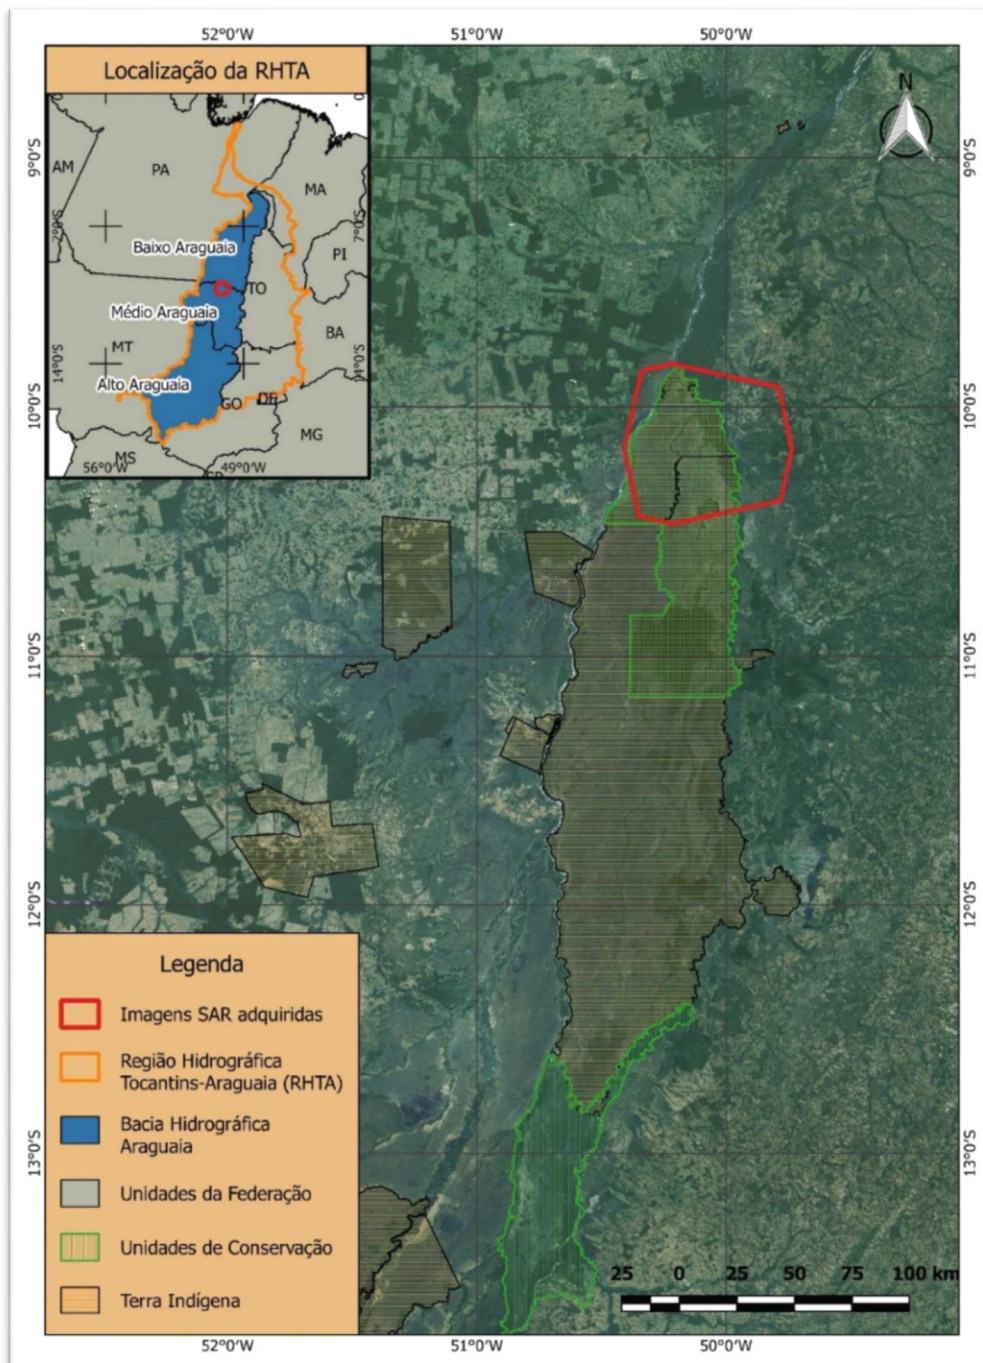 52°0'W 51°0'W 50°0'W
Localização da RHTA
AM
PA
MA
PI
Baixo Araguaia
TO
Médio Araguaia
BA
MT
Alto Araguaia
GO
DF
MG
MS
56°0'W 49°0'W
7°0'S
14°0'S
7°0'S
14°0'S
N
9°0'S
10°0'S
11°0'S
12°0'S
13°0'S
9°0'S
10°0'S
11°0'S
12°0'S
13°0'S
Legenda
Imagens SAR adquiridas
Região Hidrográfica
Tocantins-Araguaia (RHTA)
Bacia Hidrográfica
Araguaia
Unidades da Federação
Unidades de Conservação
Terra Indígena
25 0 25 50 75 100 km
52°0'W 51°0'W 50°0'W